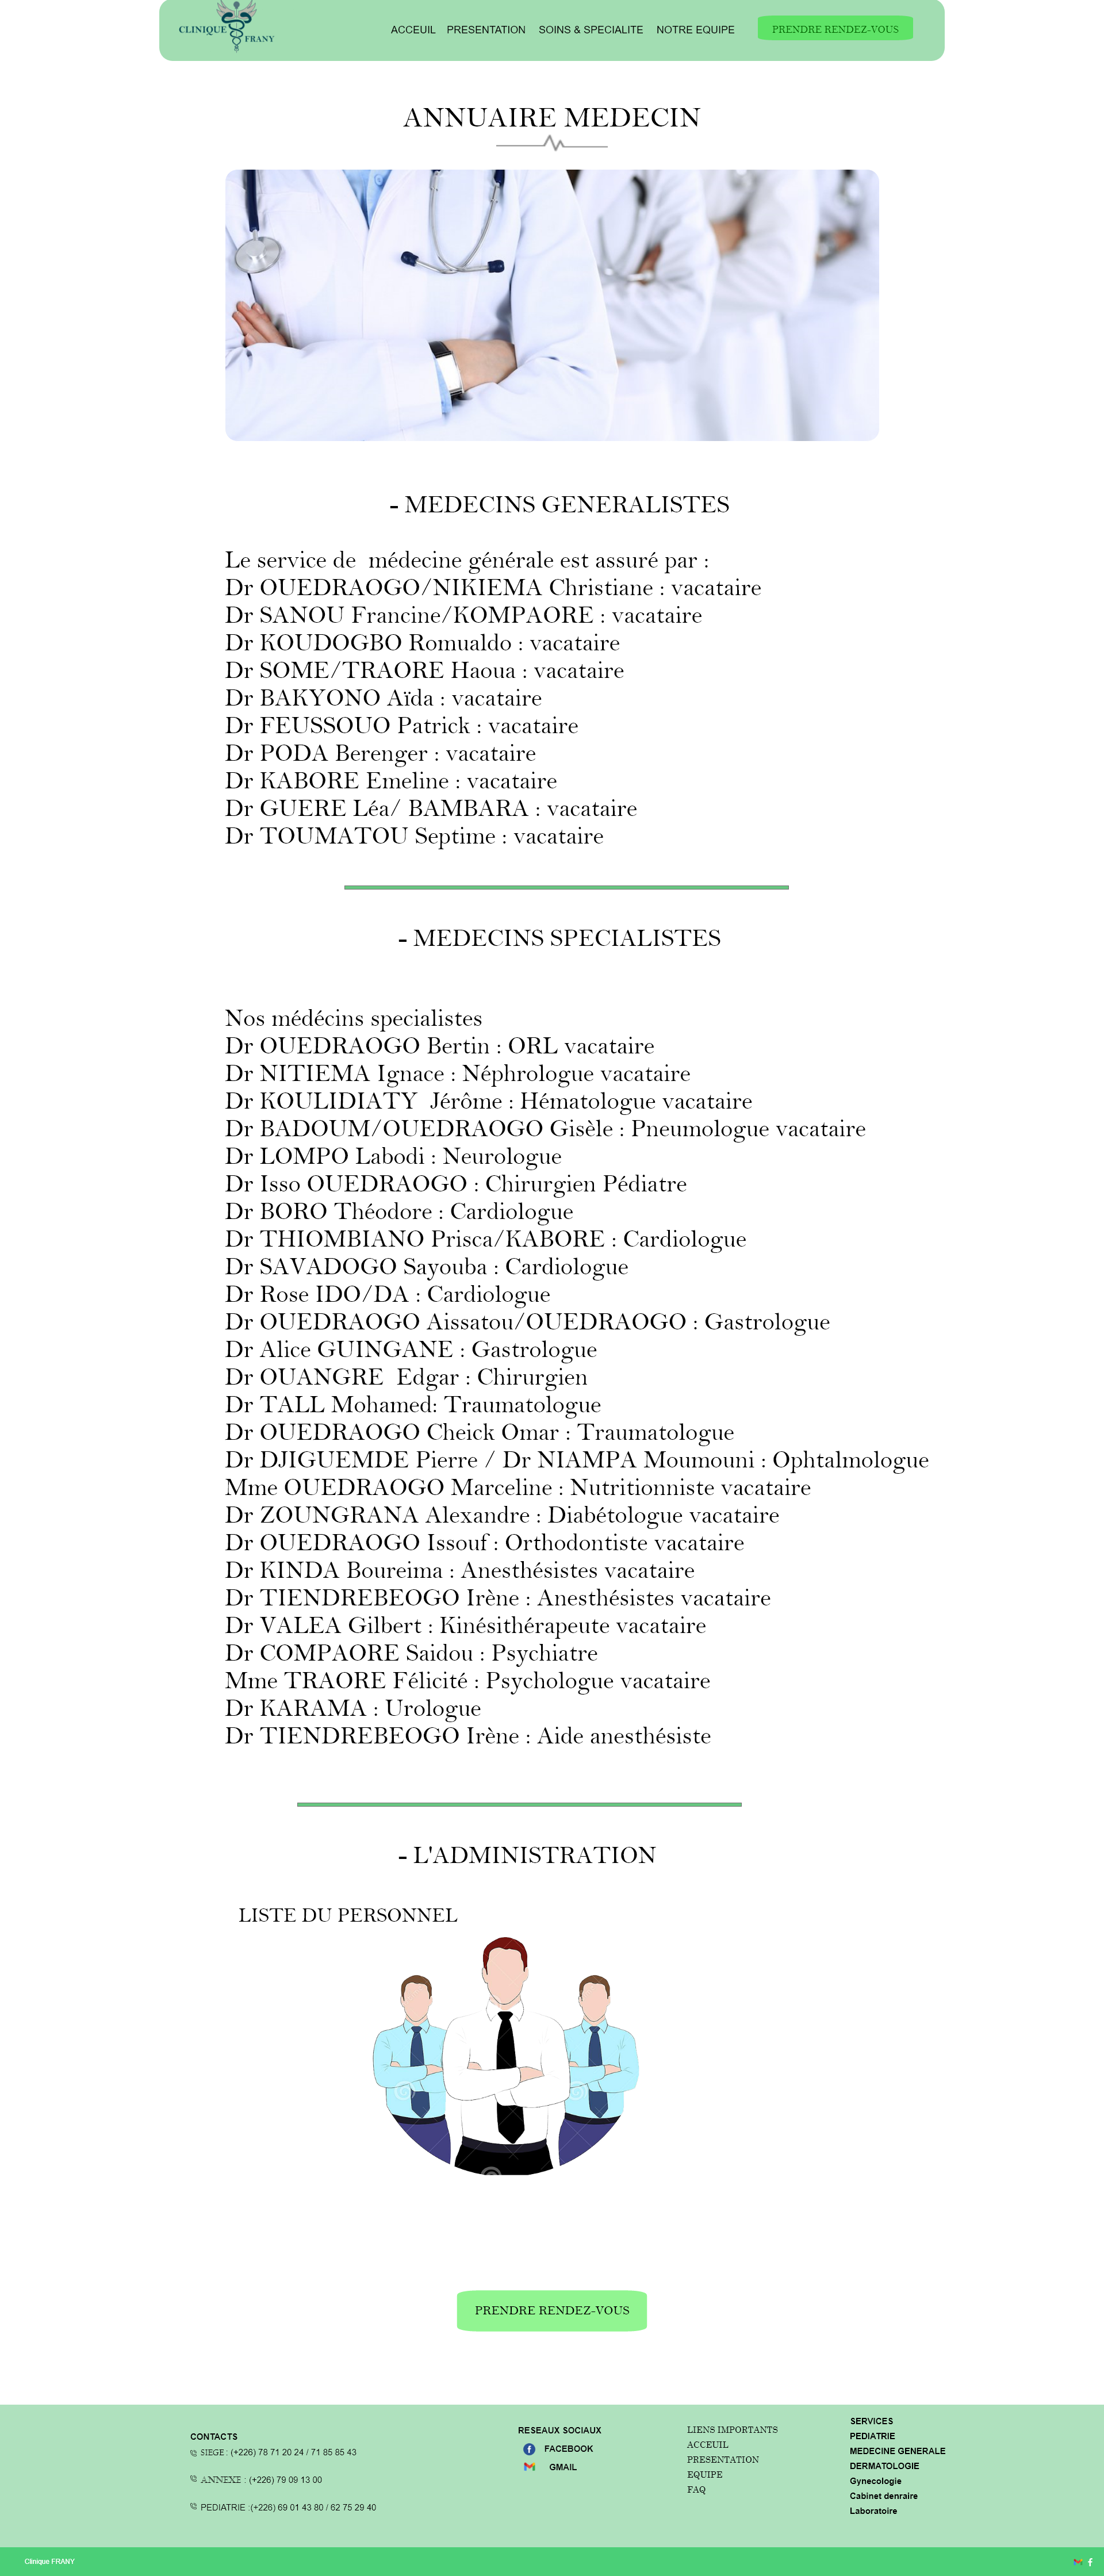 CLINIQUE FRANY
ACCEUIL PRESENTATION SOINS & SPECIALITE NOTRE EQUIPE PRENDRE RENDEZ-VOUS
ANNUAIRE MEDECIN
- MEDECINS GENERALISTES
Le service de  médecine générale est assuré par :
Dr OUEDRAOGO/NIKIEMA Christiane : vacataire
Dr SANOU Francine/KOMPAORE : vacataire
Dr KOUDOGBO Romualdo : vacataire
Dr SOME/TRAORE Haoua : vacataire
Dr BAKYONO Aïda : vacataire
Dr FEUSSOUO Patrick : vacataire
Dr PODA Berenger : vacataire
Dr KABORE Emeline : vacataire
Dr GUERE Léa/ BAMBARA : vacataire
Dr TOUMATOU Septime : vacataire
- MEDECINS SPECIALISTES
Nos médécins specialistes
Dr OUEDRAOGO Bertin : ORL vacataire
Dr NITIEMA Ignace : Néphrologue vacataire
Dr KOULIDIATY  Jérôme : Hématologue vacataire
Dr BADOUM/OUEDRAOGO Gisèle : Pneumologue vacataire
Dr LOMPO Labodi : Neurologue
Dr Isso OUEDRAOGO : Chirurgien Pédiatre
Dr BORO Théodore : Cardiologue
Dr THIOMBIANO Prisca/KABORE : Cardiologue
Dr SAVADOGO Sayouba : Cardiologue
Dr Rose IDO/DA : Cardiologue
Dr OUEDRAOGO Aissatou/OUEDRAOGO : Gastrologue
Dr Alice GUINGANE : Gastrologue
Dr OUANGRE  Edgar : Chirurgien
Dr TALL Mohamed: Traumatologue
Dr OUEDRAOGO Cheick Omar : Traumatologue
Dr DJIGUEMDE Pierre / Dr NIAMPA Moumouni : Ophtalmologue
Mme OUEDRAOGO Marceline : Nutritionniste vacataire
Dr ZOUNGRANA Alexandre : Diabétologue vacataire
Dr OUEDRAOGO Issouf : Orthodontiste vacataire
Dr KINDA Boureima : Anesthésistes vacataire
Dr TIENDREBEOGO Irène : Anesthésistes vacataire
Dr VALEA Gilbert : Kinésithérapeute vacataire
Dr COMPAORE Saidou : Psychiatre
Mme TRAORE Félicité : Psychologue vacataire
Dr KARAMA : Urologue
Dr TIENDREBEOGO Irène : Aide anesthésiste
- L'ADMINISTRATION
LISTE DU PERSONNEL
PRENDRE RENDEZ-VOUS
CONTACTS
SIEGE : (+226) 78 71 20 24 / 71 85 85 43
ANNEXE : (+226) 79 09 13 00
PEDIATRIE :(+226) 69 01 43 80 / 62 75 29 40
RESEAUX SOCIAUX
FACEBOOK
GMAIL
LIENS IMPORTANTS
ACCEUIL
PRESENTATION
EQUIPE
FAQ
SERVICES
PEDIATRIE
MEDECINE GENERALE
DERMATOLOGIE
Gynecologie
Cabinet denraire
Laboratoire
Clinique FRANY